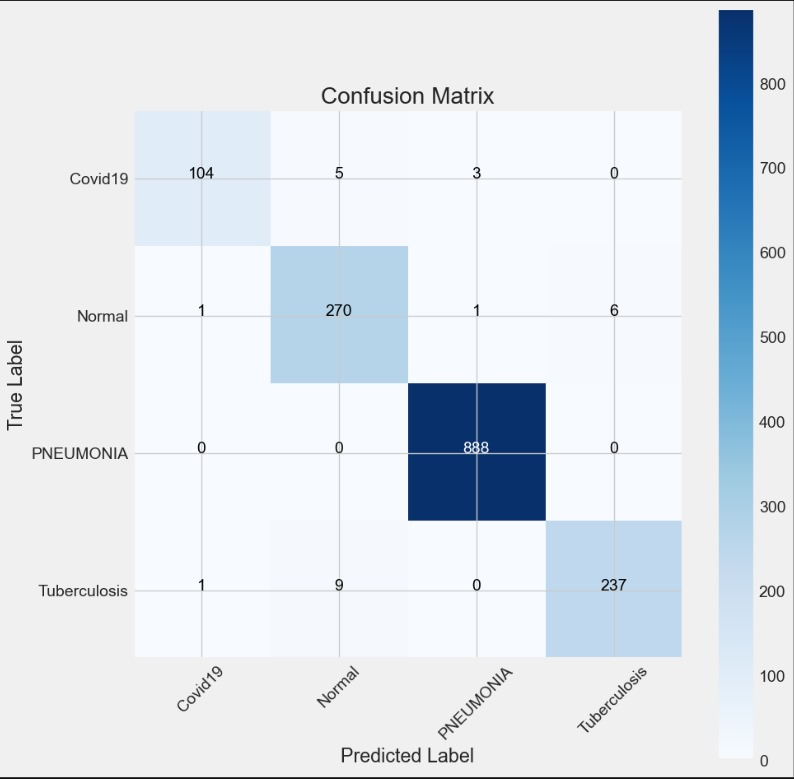 Confusion Matrix
Covid19 104 5 3 0
Normal 1 270 1 6
PNEUMONIA 0 0 888 0
Tuberculosis 1 9 0 237
Covid19 Normal PNEUMONIA Tuberculosis
True Label
Predicted Label
800
700
600
500
400
300
200
100
0